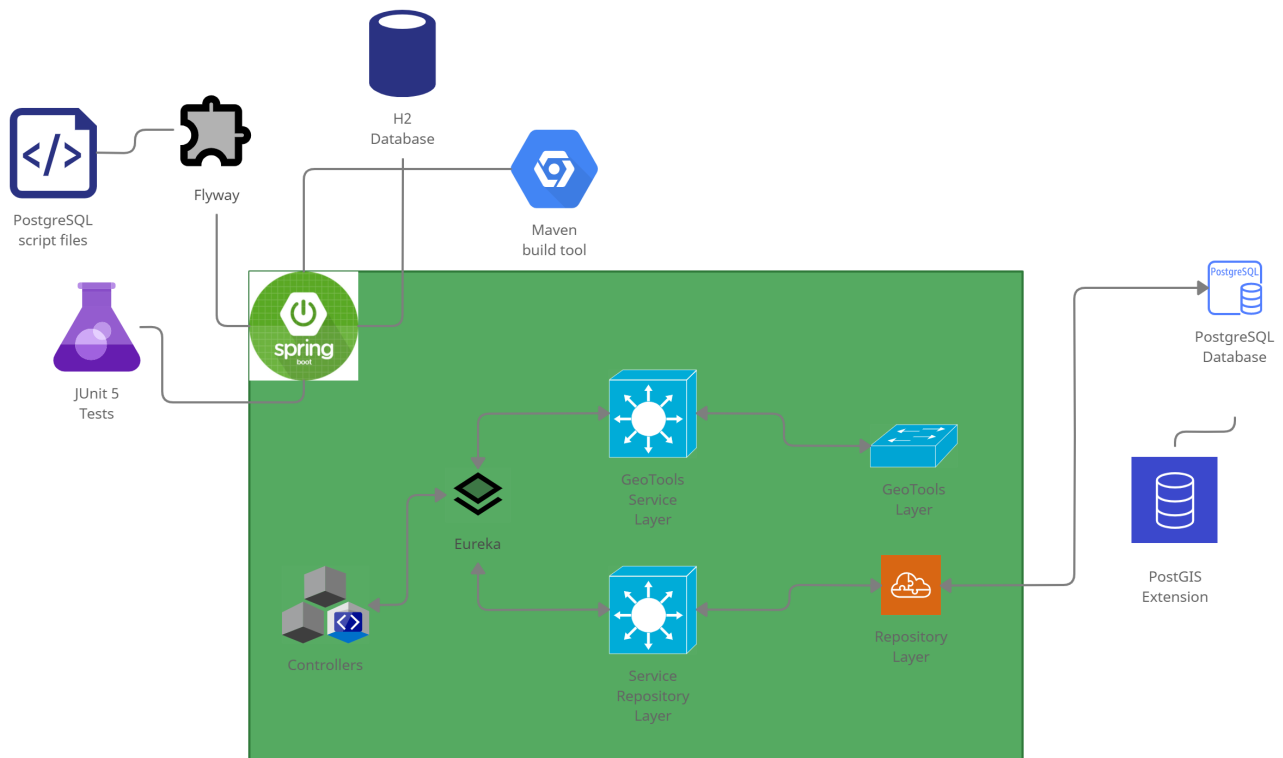 H2
Database
PostgreSQL
script files
Flyway
Maven
build tool
spring
boot
JUnit 5
Tests
PostgreSQL
PostgreSQL
Database
GeoTools
Service
Layer
GeoTools
Layer
Eureka
PostGIS
Extension
Controllers
Repository
Layer
Service
Repository
Layer